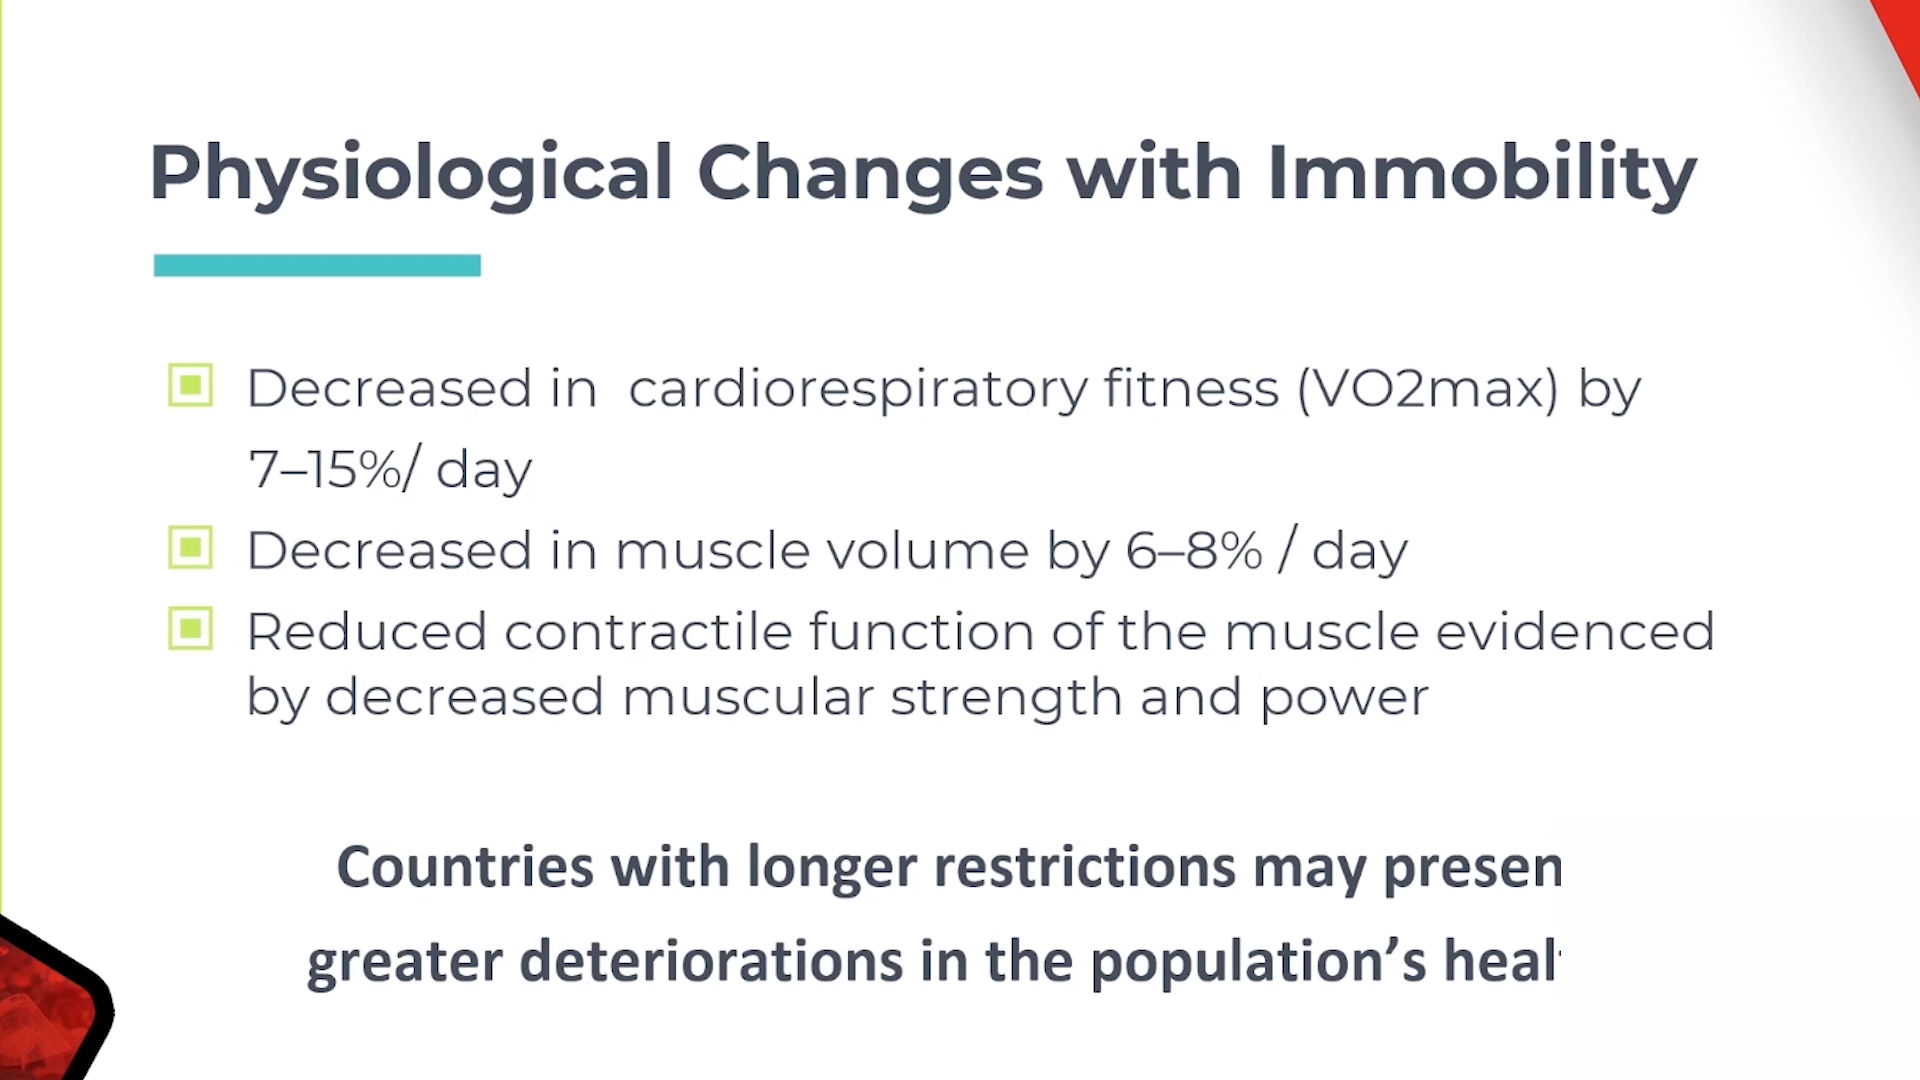 Physiological Changes with Immobility
Decreased in  cardiorespiratory fitness (VO2max) by
7–15%/ day
Decreased in muscle volume by 6–8% / day
Reduced contractile function of the muscle evidenced
by decreased muscular strength and power
Countries with longer restrictions may presen
greater deteriorations in the population’s heal